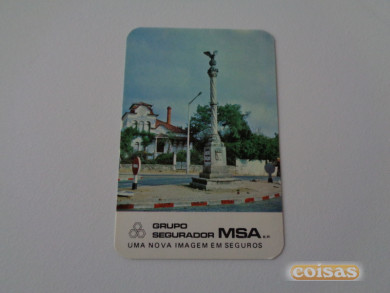 GRUPO
SEGURADOR MSA
UMA NOVA IMAGEM EM SEGUROS
coisas